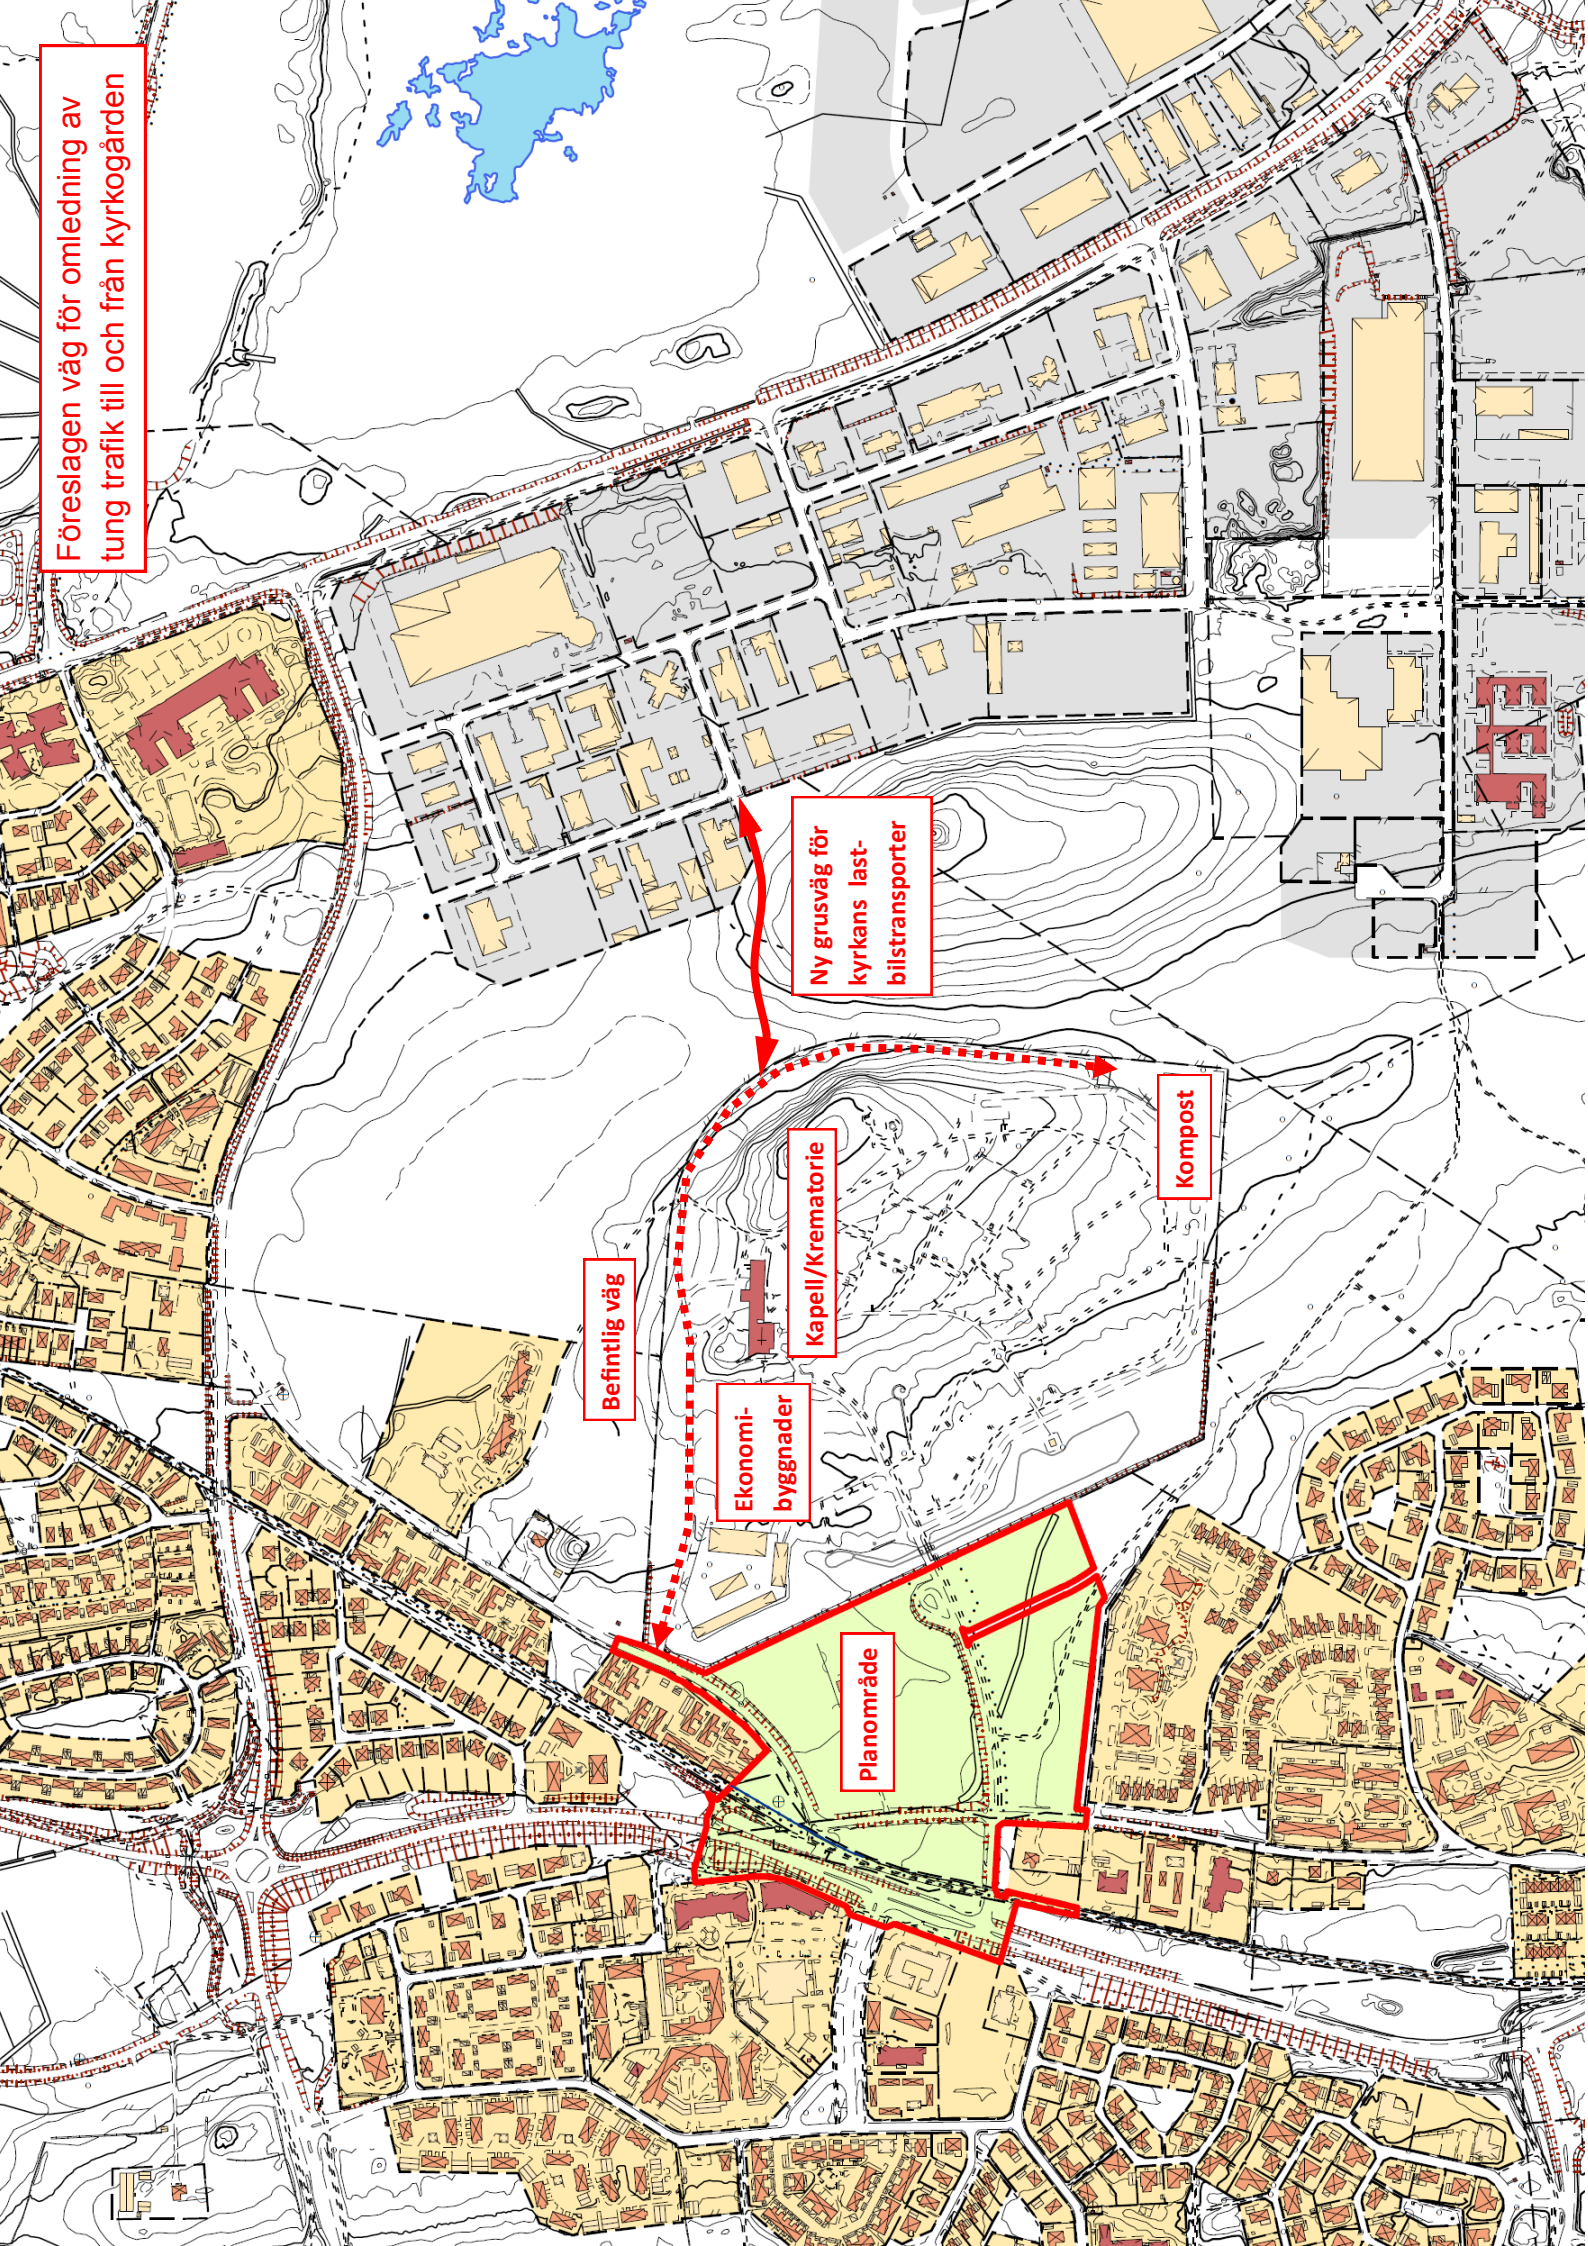 Föreslagen väg för omledning av
tung trafik till och från kyrkogården
Befintlig väg
Ekonomi-
byggnader
Kapell/Krematorie
Ny grusväg för
kyrkans last-
bilstransporter
Planområde
Kompost